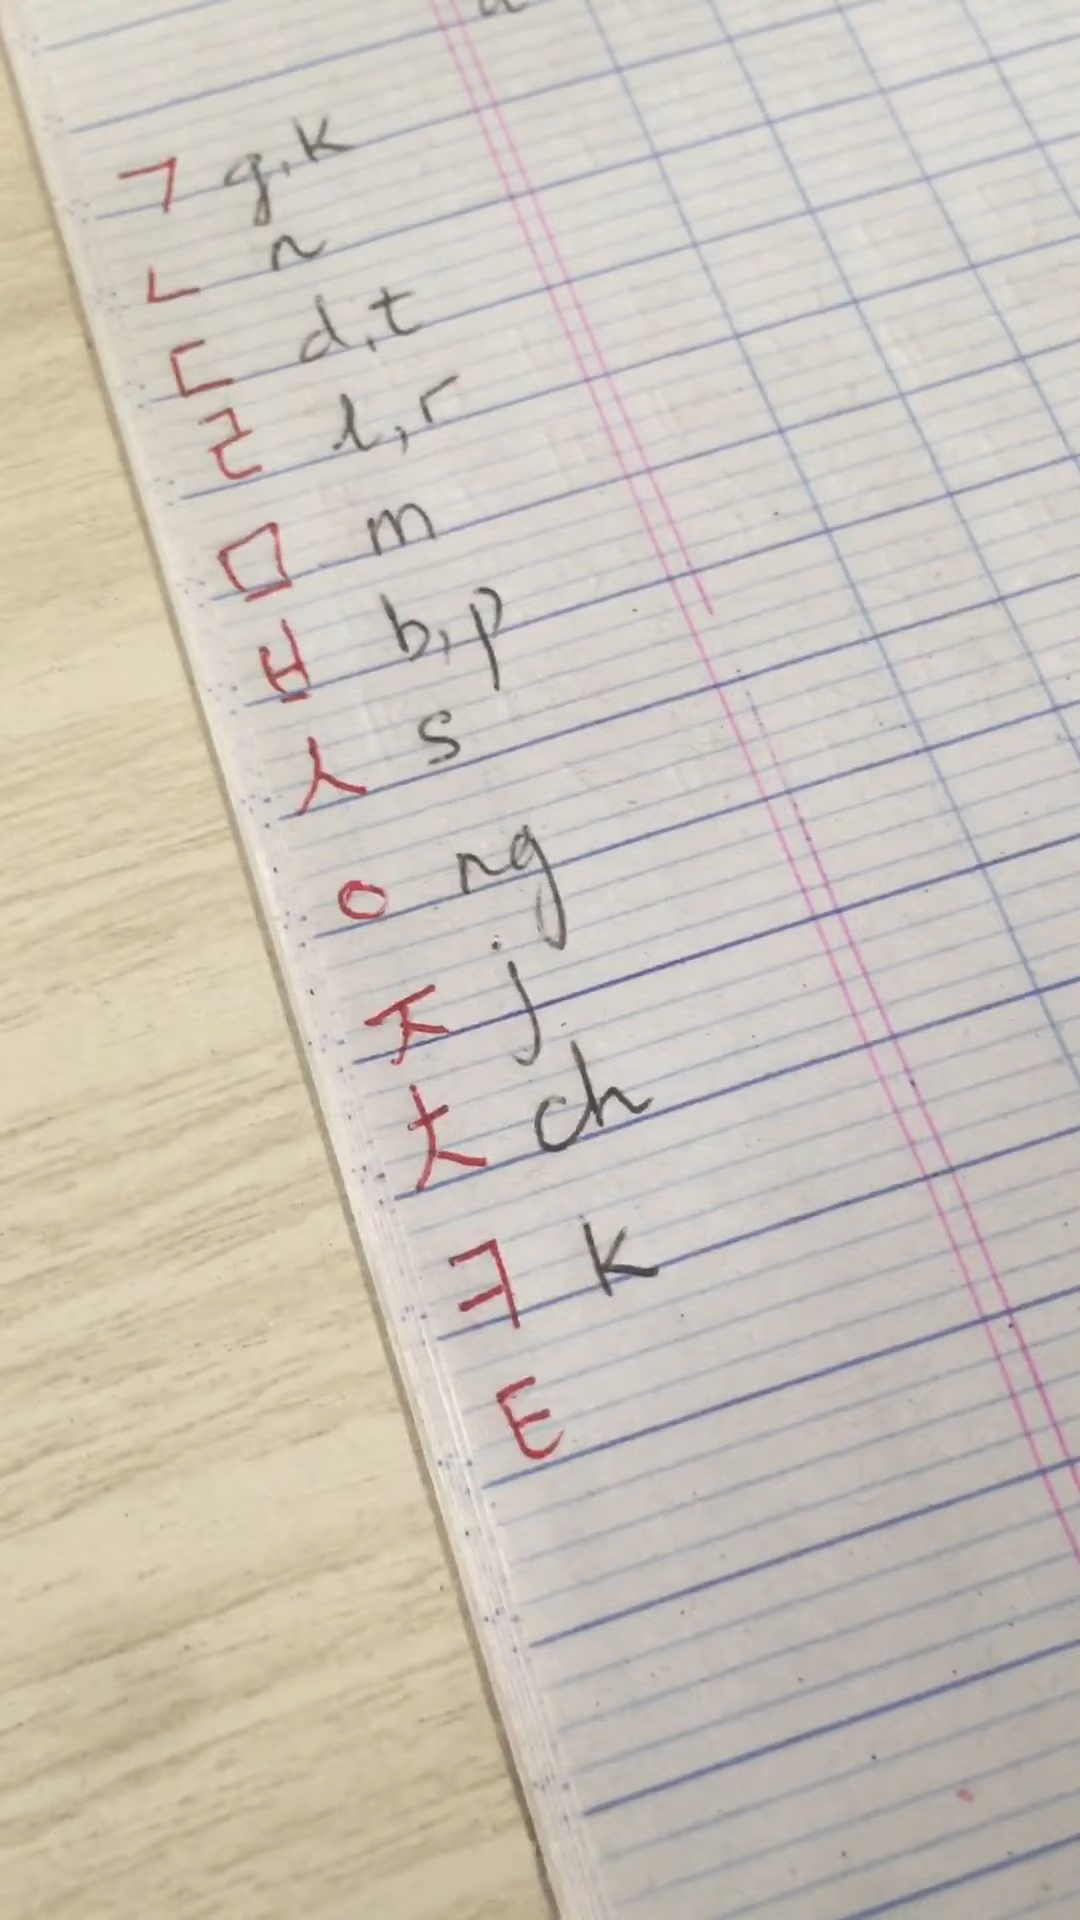 ㄱ g,k
ㄴ n
ㄷ d,t
ㄹ l,r
ㅁ m
ㅂ b,p
ㅅ s
ㅇ ng
ㅈ j
ㅊ ch
ㅋ k
ㅌ